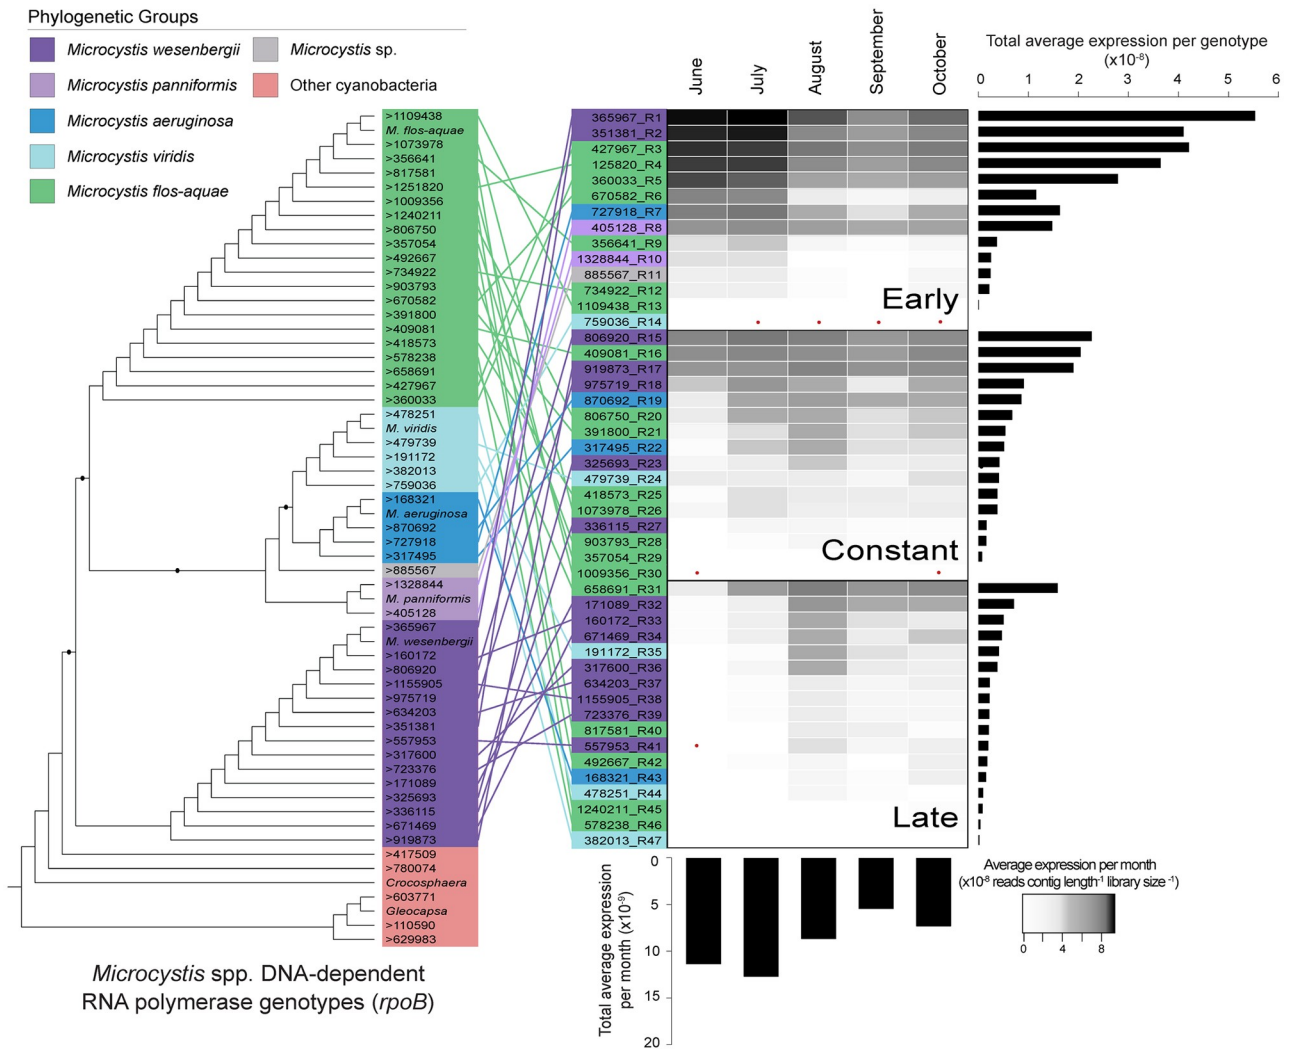 Phylogenetic Groups
Microcystis wesenbergii
Microcystis sp.
Microcystis panniformis
Other cyanobacteria
Microcystis aeruginosa
Microcystis viridis
Microcystis flos-aquae
>1109438
M. flos-aquae
>1073978
>356641
>817581
>1251820
>1009356
>1240211
>806750
>357054
>492667
>734922
>903793
>670582
>391800
>409081
>418573
>578238
>658691
>427967
>360033
>478251
M. viridis
>479739
>191172
>382013
>759036
>168321
M. aeruginosa
>870692
>727918
>317495
>885567
>1328844
M. panniformis
>405128
>365967
M. wesenbergii
>160172
>806920
>1155905
>975719
>634203
>351381
>557953
>317600
>723376
>171089
>325693
>336115
>671469
>919873
>417509
>780074
Crocosphaera
>603771
Gleocapsa
>110590
>629983
Microcystis spp. DNA-dependent
RNA polymerase genotypes (rpoB)
June
July
August
September
October
365967_R1
351381_R2
427967_R3
125820_R4
360033_R5
670582_R6
727918_R7
405128_R8
356641_R9
1328844_R10
885567_R11
734922_R12
1109438_R13
759036_R14
806920_R15
409081_R16
919873_R17
975719_R18
870692_R19
806750_R20
391800_R21
317495_R22
325693_R23
479739_R24
418573_R25
1073978_R26
336115_R27
903793_R28
357054_R29
1009356_R30
658691_R31
171089_R32
160172_R33
671469_R34
191172_R35
317600_R36
634203_R37
1155905_R38
723376_R39
817581_R40
557953_R41
492667_R42
168321_R43
478251_R44
1240211_R45
578238_R46
382013_R47
Early
Constant
Late
Total average expression per genotype
(x10-8)
0 1 2 3 4 5 6
Total average expression
per month (x10-9)
0
5
10
15
20
Average expression per month
(x10-8 reads contig length-1 library size -1)
0 4 8